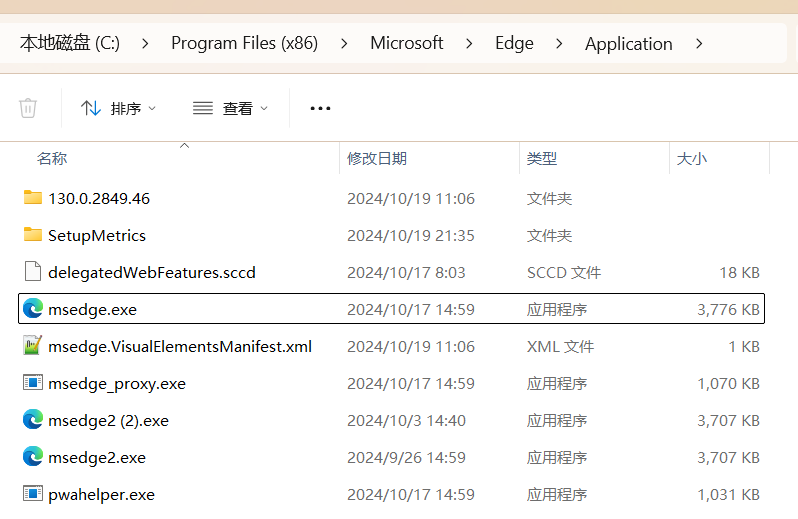 本地磁盘 (C:) > Program Files (x86) > Microsoft > Edge > Application >
排序 查看 •••
名称 修改日期 类型 大小
130.0.2849.46 2024/10/19 11:06 文件夹
SetupMetrics 2024/10/19 21:35 文件夹
delegatedWebFeatures.sccd 2024/10/17 8:03 SCCD 文件 18 KB
msedge.exe 2024/10/17 14:59 应用程序 3,776 KB
msedge.VisualElementsManifest.xml 2024/10/19 11:06 XML 文件 1 KB
msedge_proxy.exe 2024/10/17 14:59 应用程序 1,070 KB
msedge2 (2).exe 2024/10/3 14:40 应用程序 3,707 KB
msedge2.exe 2024/9/26 14:59 应用程序 3,707 KB
pwahelper.exe 2024/10/17 14:59 应用程序 1,031 KB